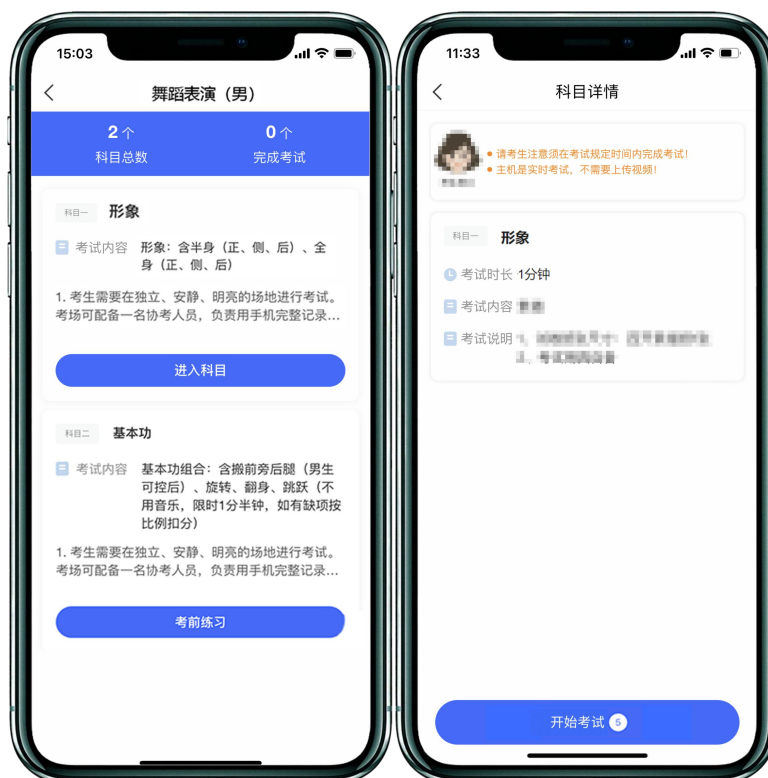 15:03
舞蹈表演（男）
2个
0个
科目总数
完成考试
科目一
形象
考试内容
形象：含半身（正、侧、后）、全
身（正、侧、后）
1. 考生需要在独立、安静、明亮的场地进行考试。
考场可配备一名协考人员，负责用手机完整记录...
进入科目
科目二
基本功
考试内容
基本功组合：含搬前旁后腿（男生
可控后）、旋转、翻身、跳跃（不
用音乐，限时1分半钟，如有缺项按
比例扣分）
1. 考生需要在独立、安静、明亮的场地进行考试。
考场可配备一名协考人员，负责用手机完整记录...
考前练习
11:33
科目详情
请考生注意须在考试规定时间内完成考试！
主机是实时考试，不需要上传视频！
科目一
形象
考试时长 1分钟
考试内容
考试说明
开始考试 5